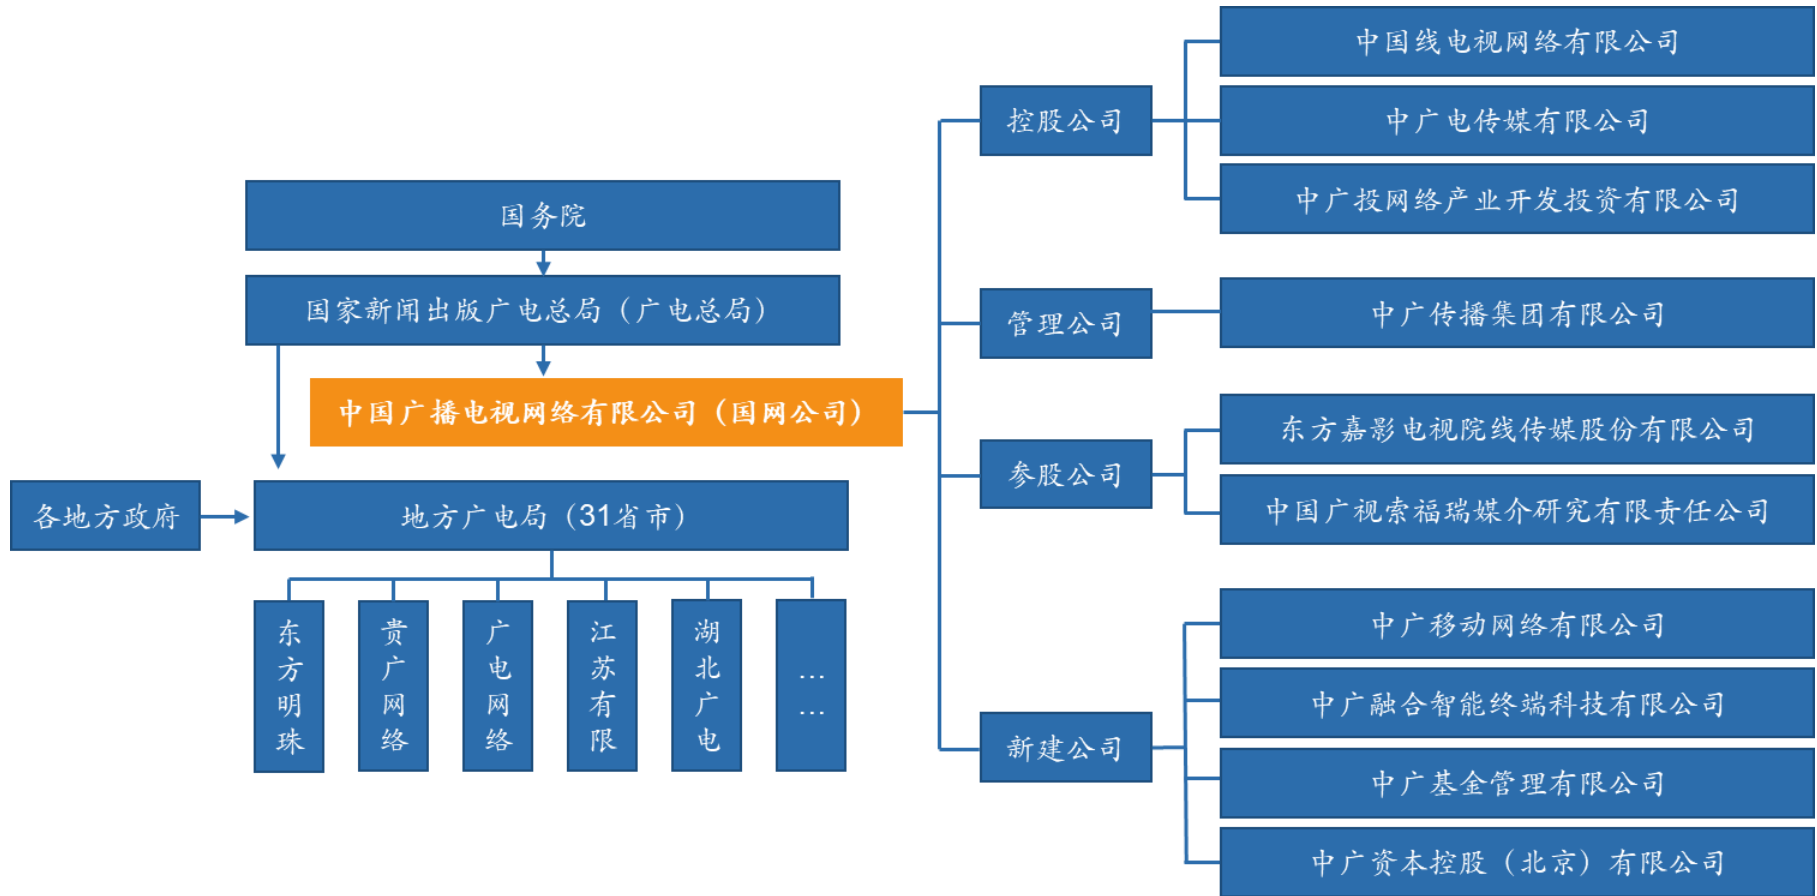 国务院
国家新闻出版广电总局（广电总局）
中国广播电视网络有限公司（国网公司）
各地方政府
地方广电局（31省市）
东方明珠
贵广网络
广电网络
江苏有限
湖北广电
……
控股公司
中国线电视网络有限公司
中广电传媒有限公司
中广投网络产业开发投资有限公司
管理公司
中广传播集团有限公司
参股公司
东方嘉影电视院线传媒股份有限公司
中国广视索福瑞媒介研究有限责任公司
新建公司
中广移动网络有限公司
中广融合智能终端科技有限公司
中广基金管理有限公司
中广资本控股（北京）有限公司